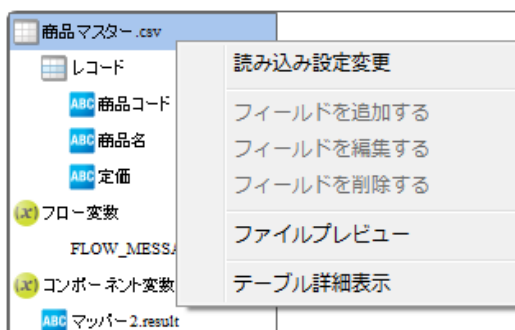 商品マスター.csv
レコード
ABC 商品コード
ABC 商品名
ABC 定価
(x) フロー変数
FLOW_MESSA
(x) コンポーネント変数
ABC マッパー2.result
読み込み設定変更
フィールドを追加する
フィールドを編集する
フィールドを削除する
ファイルプレビュー
テーブル詳細表示